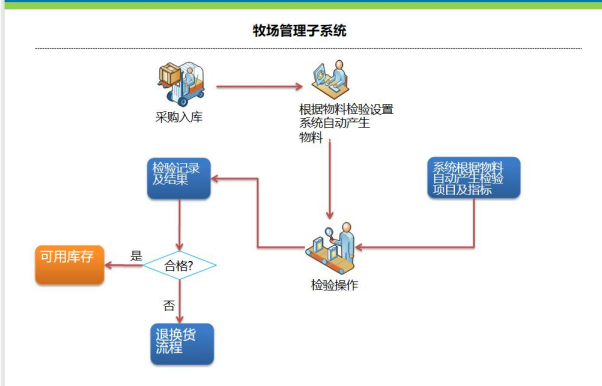 牧场管理子系统
采购入库
根据物料检验设置
系统自动产生
物料
检验记录
及结果
系统根据物料
自动产生检验
项目及指标
可用库存
是
合格?
检验操作
否
退换货
流程